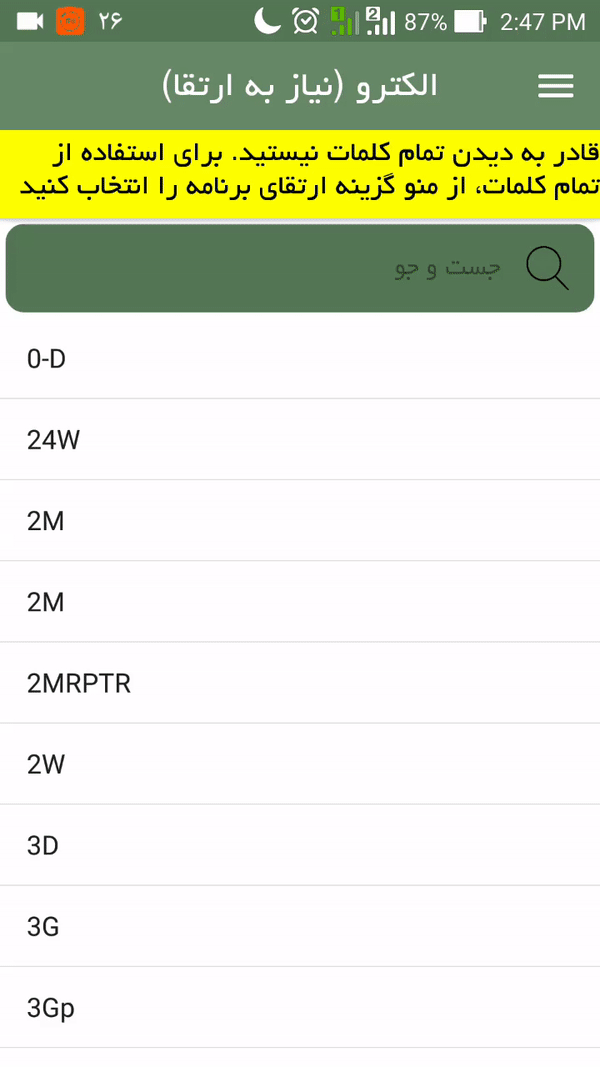 ۲۶ 1 2 87% 2:47 PM
الکترو (نیاز به ارتقا)
قادر به دیدن تمام کلمات نیستید. برای استفاده از
تمام کلمات، از منو گزینه ارتقای برنامه را انتخاب کنید
جست و جو
0-D
24W
2M
2M
2MRPTR
2W
3D
3G
3Gp